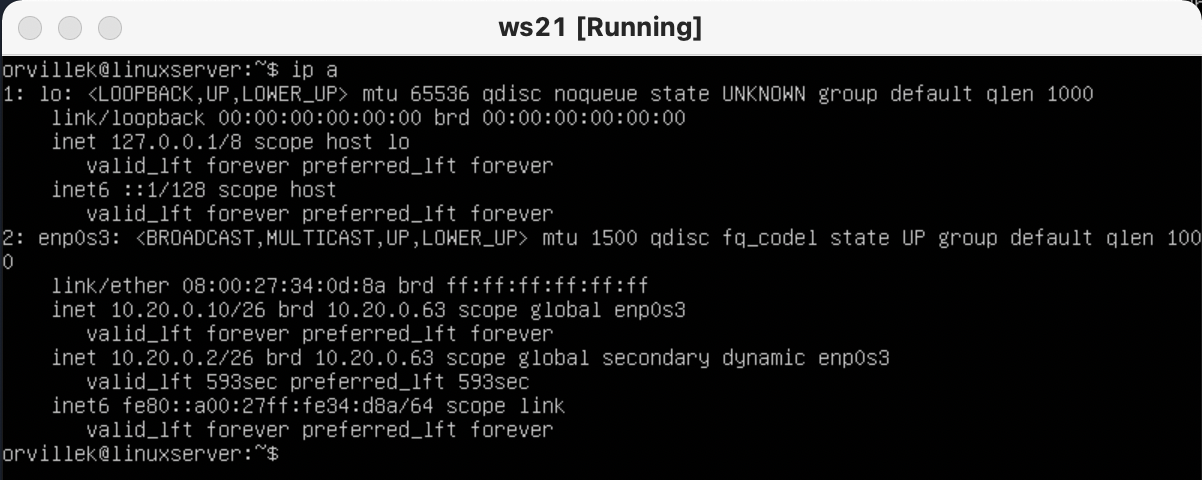 ws21 [Running]
orvillek@linuxserver:~$ ip a
1: lo: <LOOPBACK,UP,LOWER_UP> mtu 65536 qdisc noqueue state UNKNOWN group default qlen 1000
    link/loopback 00:00:00:00:00:00 brd 00:00:00:00:00:00
    inet 127.0.0.1/8 scope host lo
       valid_lft forever preferred_lft forever
    inet6 ::1/128 scope host
       valid_lft forever preferred_lft forever
2: enp0s3: <BROADCAST,MULTICAST,UP,LOWER_UP> mtu 1500 qdisc fq_codel state UP group default qlen 100
0
    link/ether 08:00:27:34:0d:8a brd ff:ff:ff:ff:ff:ff
    inet 10.20.0.10/26 brd 10.20.0.63 scope global enp0s3
       valid_lft forever preferred_lft forever
    inet 10.20.0.2/26 brd 10.20.0.63 scope global secondary dynamic enp0s3
       valid_lft 593sec preferred_lft 593sec
    inet6 fe80::a00:27ff:fe34:d8a/64 scope link
       valid_lft forever preferred_lft forever
orvillek@linuxserver:~$